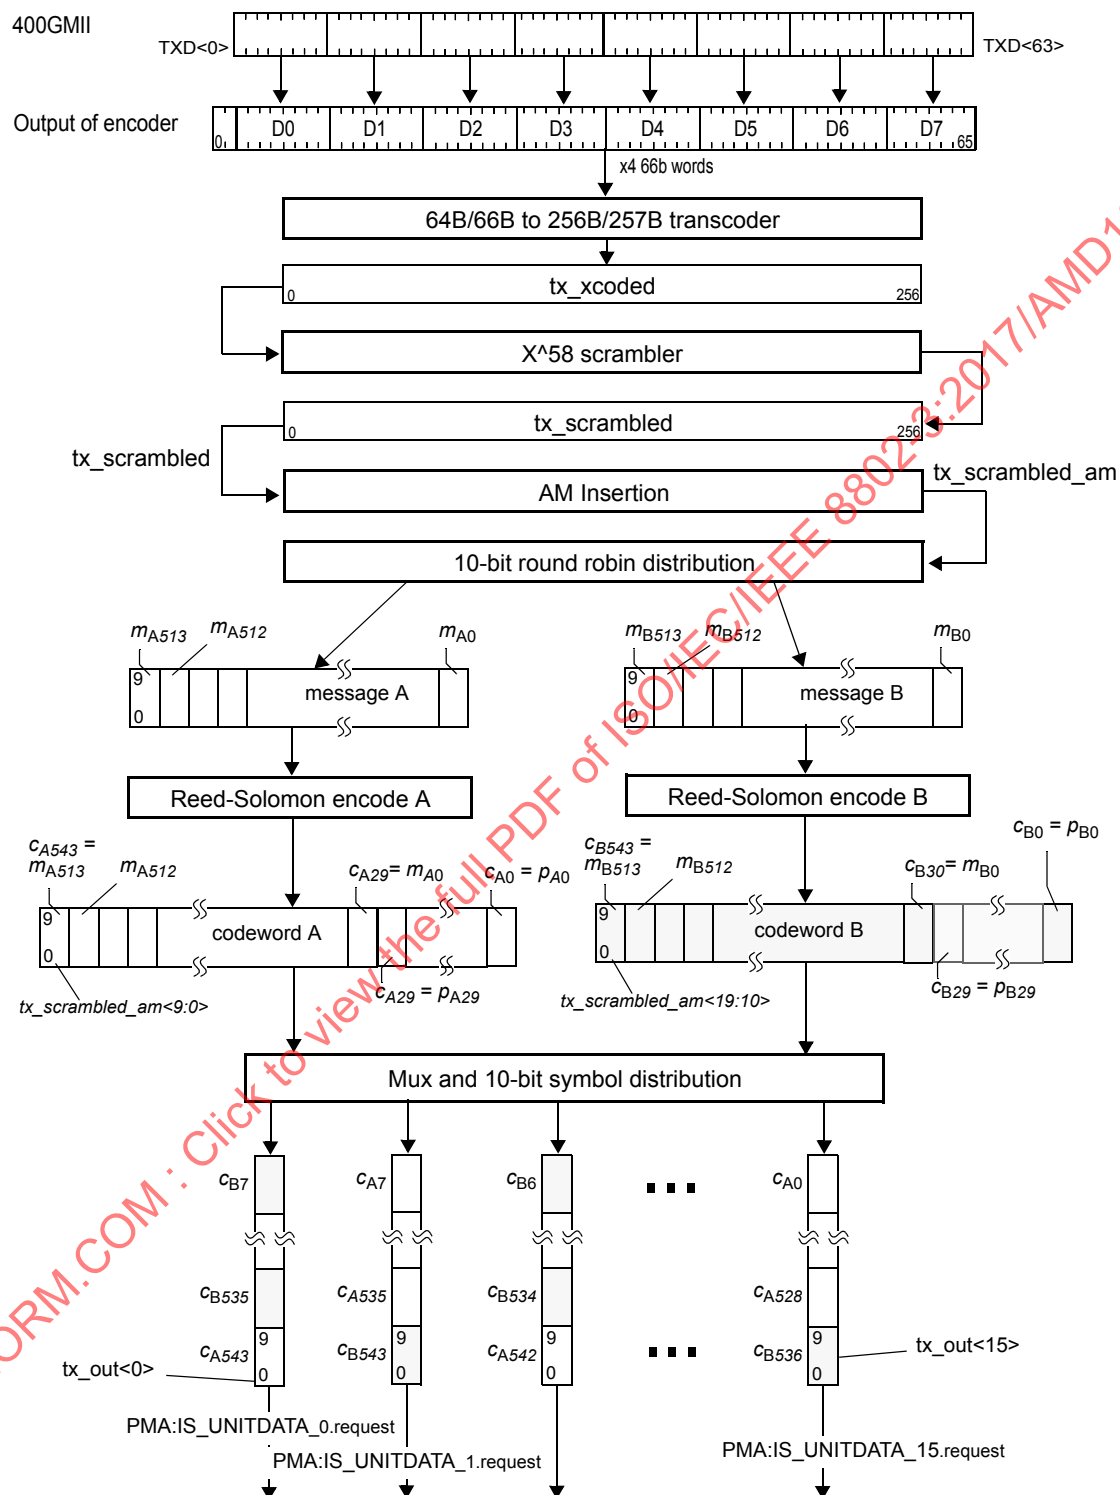 400GMII
TXD<0>
TXD<63>
Output of encoder
0
D0
D1
D2
D3
D4
D5
D6
D7
65
x4 66b words
64B/66B to 256B/257B transcoder
tx_xcoded
0
256
X^58 scrambler
tx_scrambled
0
256
tx_scrambled
tx_scrambled_am
AM Insertion
10-bit round robin distribution
mA513
mA512
mA0
mB513
mB512
mB0
9
0
message A
9
0
message B
Reed-Solomon encode A
Reed-Solomon encode B
cA543 =
mA513
mA512
cA29= mA0
cA0 = pA0
cB543 =
mB513
mB512
cB30= mB0
cB0 = pB0
9
0
codeword A
9
0
codeword B
cA29 = pA29
cB29 = pB29
tx_scrambled_am<9:0>
tx_scrambled_am<19:10>
Mux and 10-bit symbol distribution
cB7
cA7
cB6
cA0
cB535
cA535
cB534
cA528
cA543
9
0
cB543
9
0
cA542
9
0
cB536
9
0
tx_out<0>
tx_out<15>
PMA:IS_UNITDATA_0.request
PMA:IS_UNITDATA_1.request
PMA:IS_UNITDATA_15.request
ORM.COM : Click to view the full PDF of ISO/IEC/IEEE 8802-3:2017/AMD1